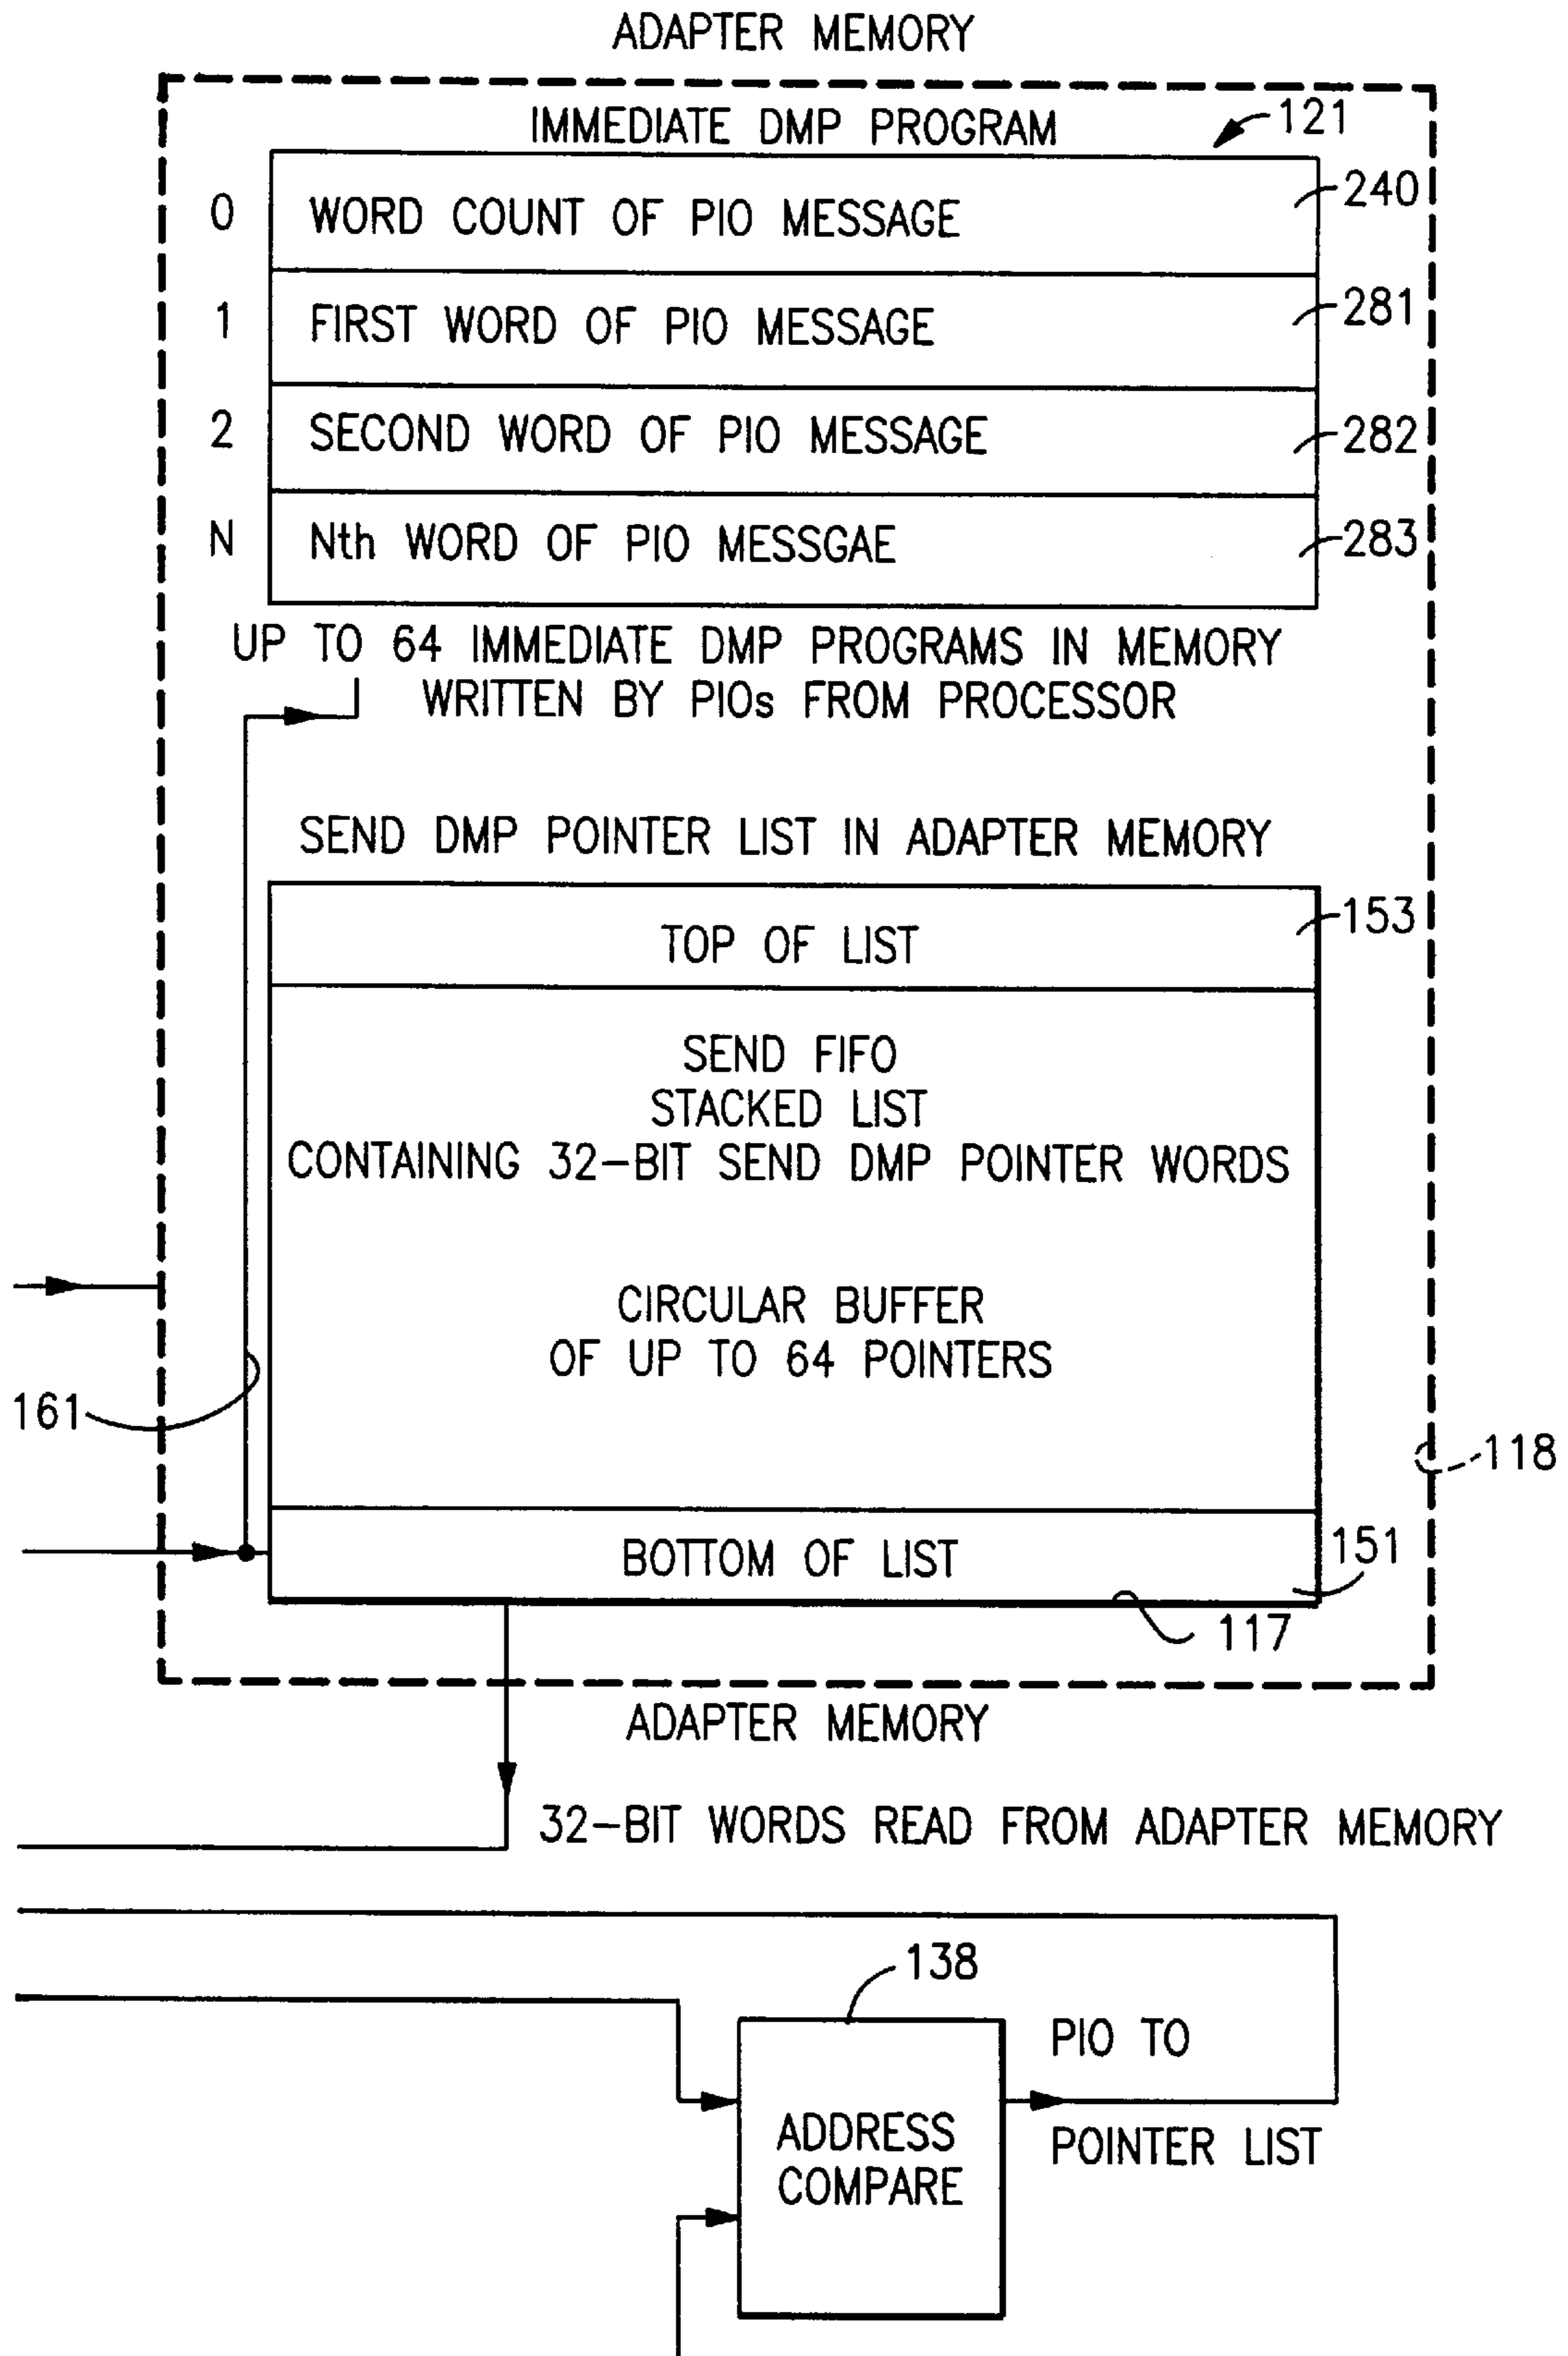 ADAPTER MEMORY
IMMEDIATE DMP PROGRAM
121
0 WORD COUNT OF PIO MESSAGE 240
1 FIRST WORD OF PIO MESSAGE 281
2 SECOND WORD OF PIO MESSAGE 282
N Nth WORD OF PIO MESSGAE 283
UP TO 64 IMMEDIATE DMP PROGRAMS IN MEMORY
WRITTEN BY PIOs FROM PROCESSOR
SEND DMP POINTER LIST IN ADAPTER MEMORY
TOP OF LIST 153
SEND FIFO
STACKED LIST
CONTAINING 32-BIT SEND DMP POINTER WORDS
CIRCULAR BUFFER
OF UP TO 64 POINTERS
161
118
BOTTOM OF LIST 151
117
ADAPTER MEMORY
32-BIT WORDS READ FROM ADAPTER MEMORY
138
PIO TO
POINTER LIST
ADDRESS
COMPARE